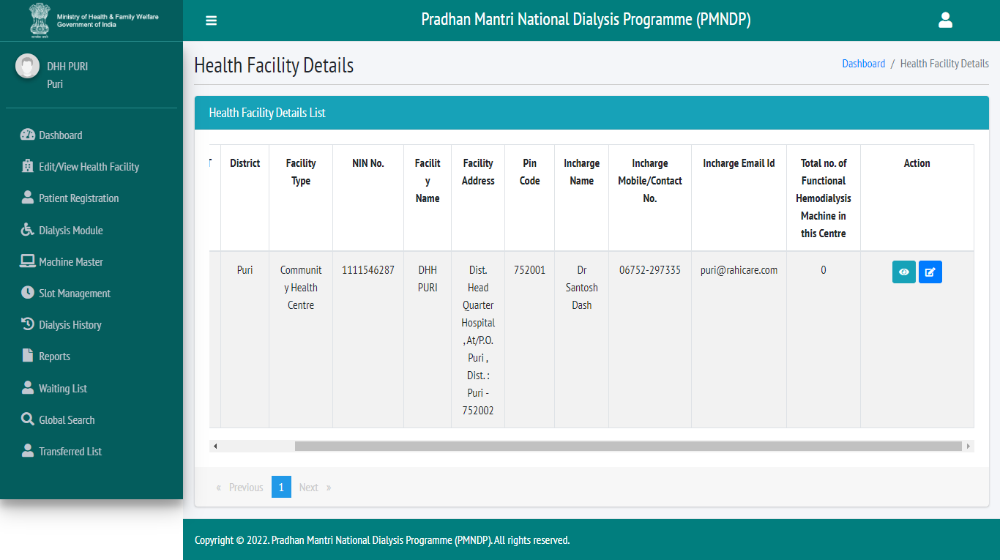 Ministry of Health & Family Welfare
Government of India
Pradhan Mantri National Dialysis Programme (PMNDP)
DHH PURI
Puri
Dashboard
Edit/View Health Facility
Patient Registration
Dialysis Module
Machine Master
Slot Management
Dialysis History
Reports
Waiting List
Global Search
Transferred List
Health Facility Details
Dashboard / Health Facility Details
Health Facility Details List
District
Facility
Type
NIN No.
Facilit
y
Name
Facility
Address
Pin
Code
Incharge
Name
Incharge
Mobile/Contact
No.
Incharge Email Id
Total no. of
Functional
Hemodialysis
Machine in
this Centre
Action
Puri
Communit
y Health
Centre
1111546287
DHH
PURI
Dist.
Head
Quarter
Hospital
, At/P.O.
Puri ,
Dist. :
Puri -
752002
752001
Dr
Santosh
Dash
06752-297335
puri@rahicare.com
0
« Previous 1 Next »
Copyright © 2022. Pradhan Mantri National Dialysis Programme (PMNDP). All rights reserved.